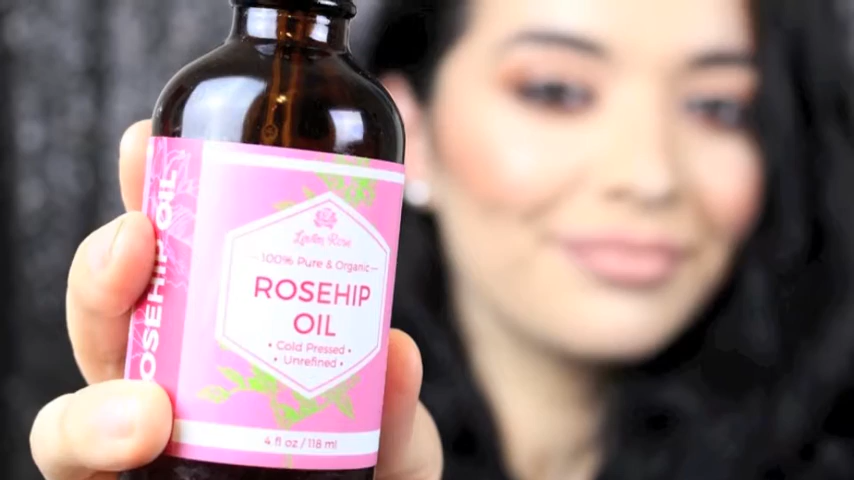 ROSEHIP OIL
Leven Rose
100% Pure & Organic
ROSEHIP
OIL
• Cold Pressed •
• Unrefined •
4 fl oz / 118 ml